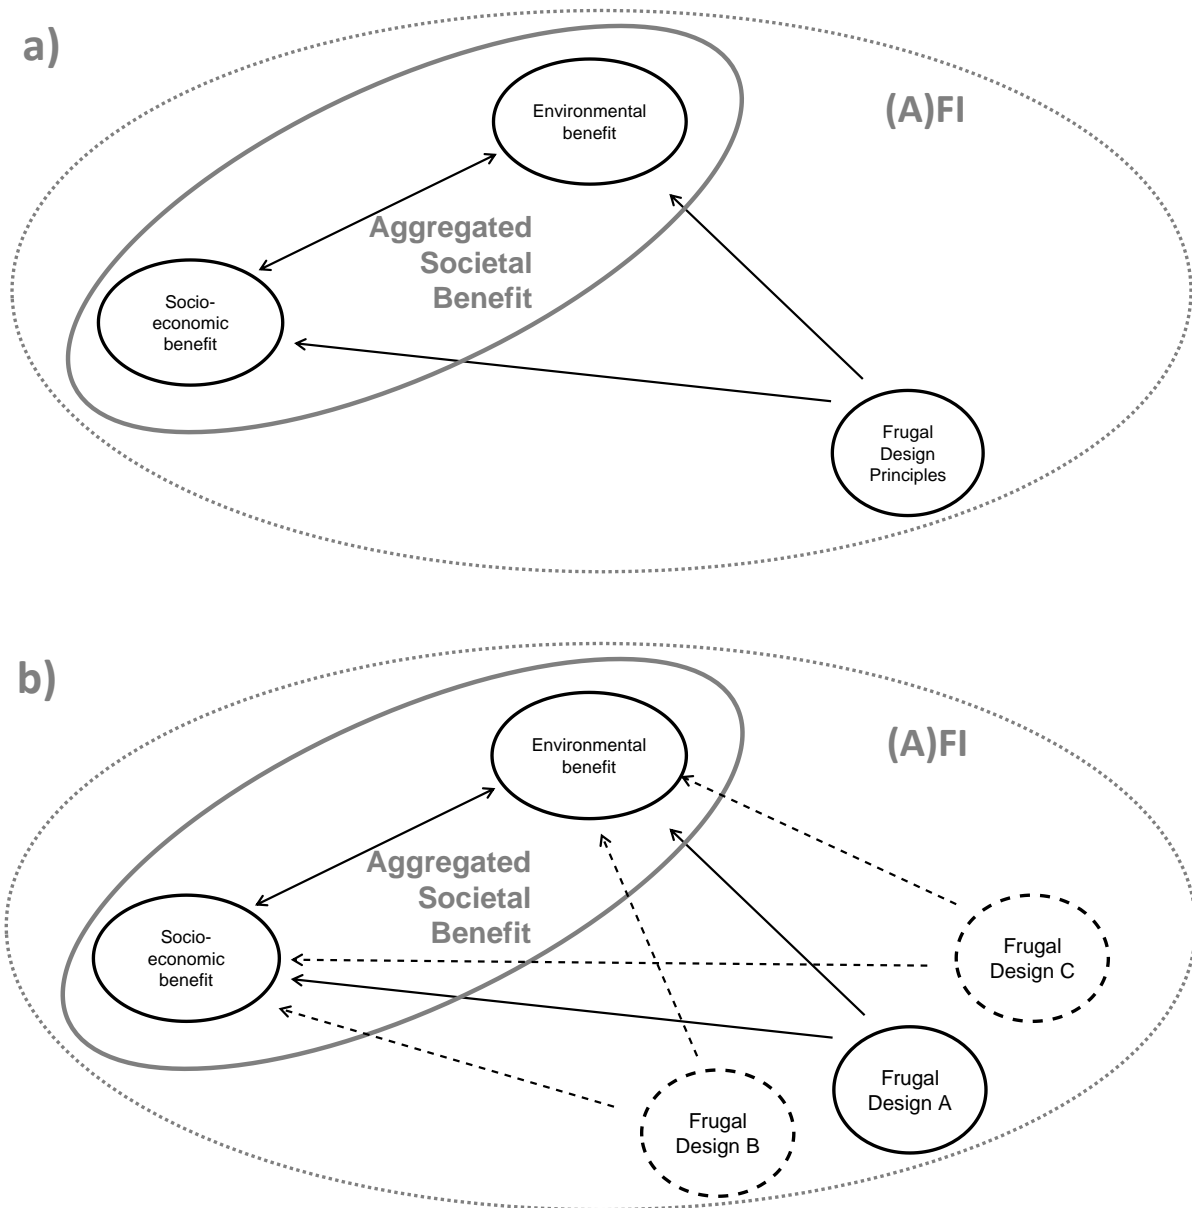 a)
(A)FI
Environmental
benefit
Aggregated
Societal
Benefit
Socio-
economic
benefit
Frugal
Design
Principles
b)
(A)FI
Environmental
benefit
Aggregated
Societal
Benefit
Socio-
economic
benefit
Frugal
Design C
Frugal
Design A
Frugal
Design B